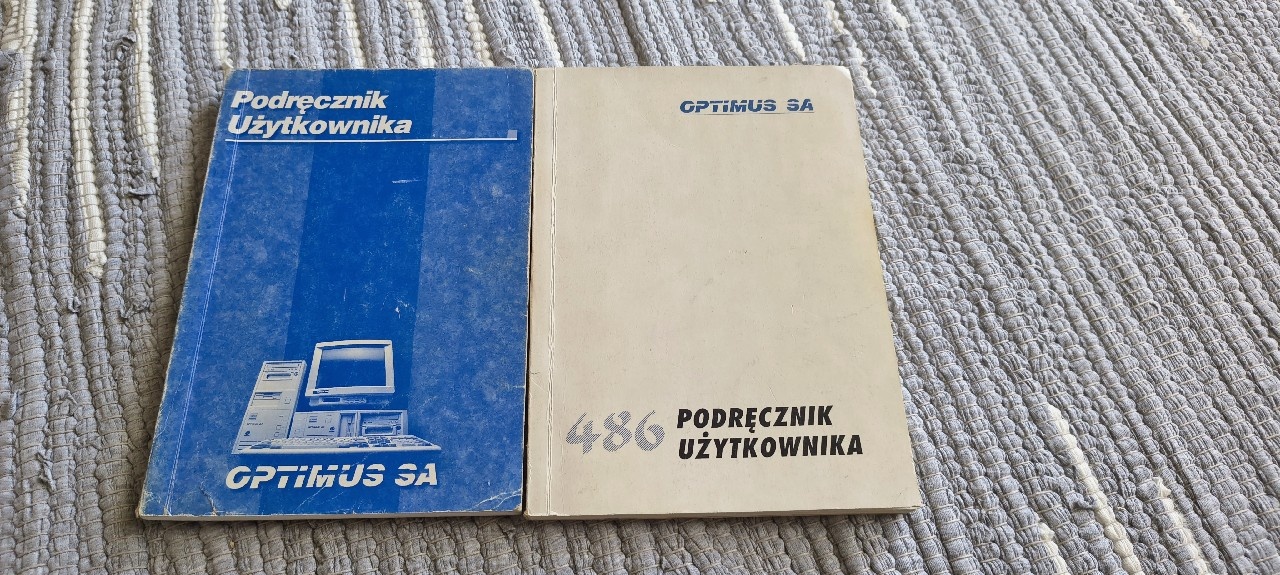 Podręcznik
Użytkownika
OPTIMUS SA
OPTIMUS SA
486 PODRĘCZNIK
UŻYTKOWNIKA